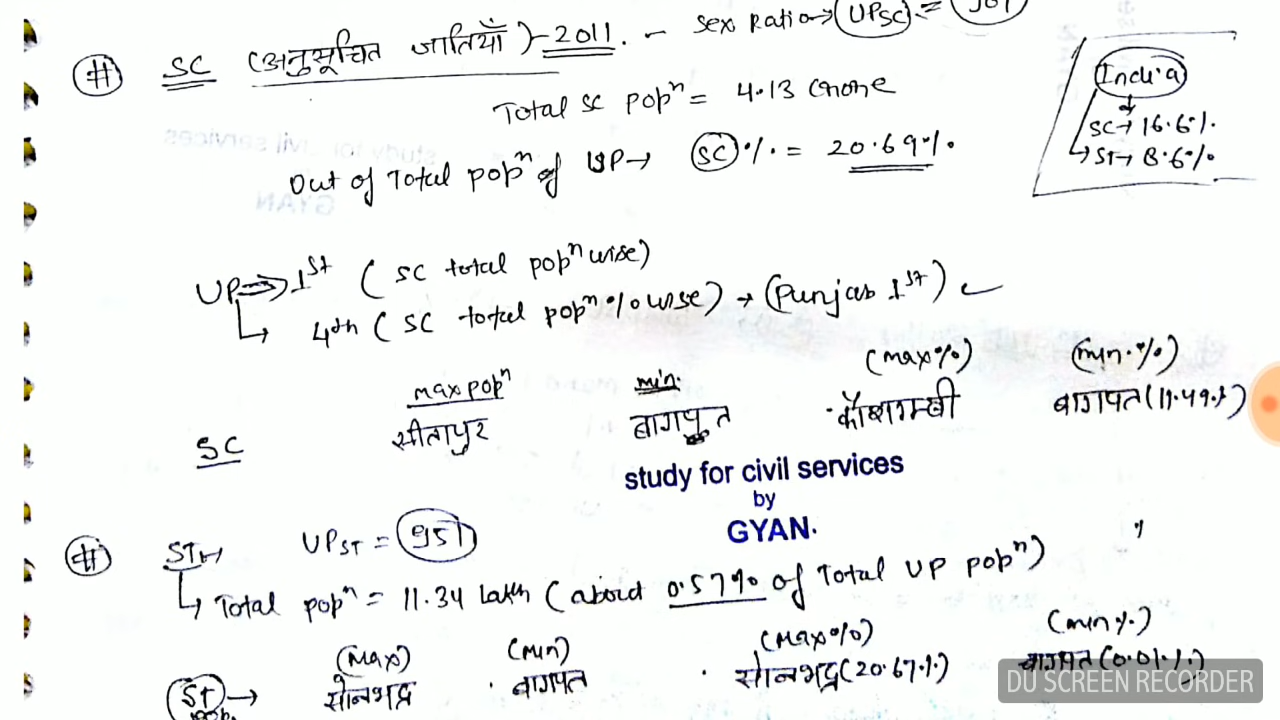 SC (अनुसूचित जातियाँ) - 2011. - Sex Ratio → UPSC =
Total SC popⁿ = 4.13 Crore
Out of Total popⁿ of UP → SC % = 20.69%.
India
SC → 16.6%.
ST → 8.6%
UP ⇒ 1st (SC total popⁿ wise)
4th (SC total popⁿ % wise) → (Punjab 1st)
max popⁿ min. (max%) (min.%)
SC सीतापुर बागपत कौशाम्बी बागपत (11.49%)
study for civil services
by
GYAN.
ST → UPST = 951
Total popⁿ = 11.34 Lakh (about 0.57% of Total UP popⁿ)
(Max) (Min) (Max%) (min%)
ST → सोनभद्र बागपत सोनभद्र (20.67%) बागपत (0.01%)
DU SCREEN RECORDER